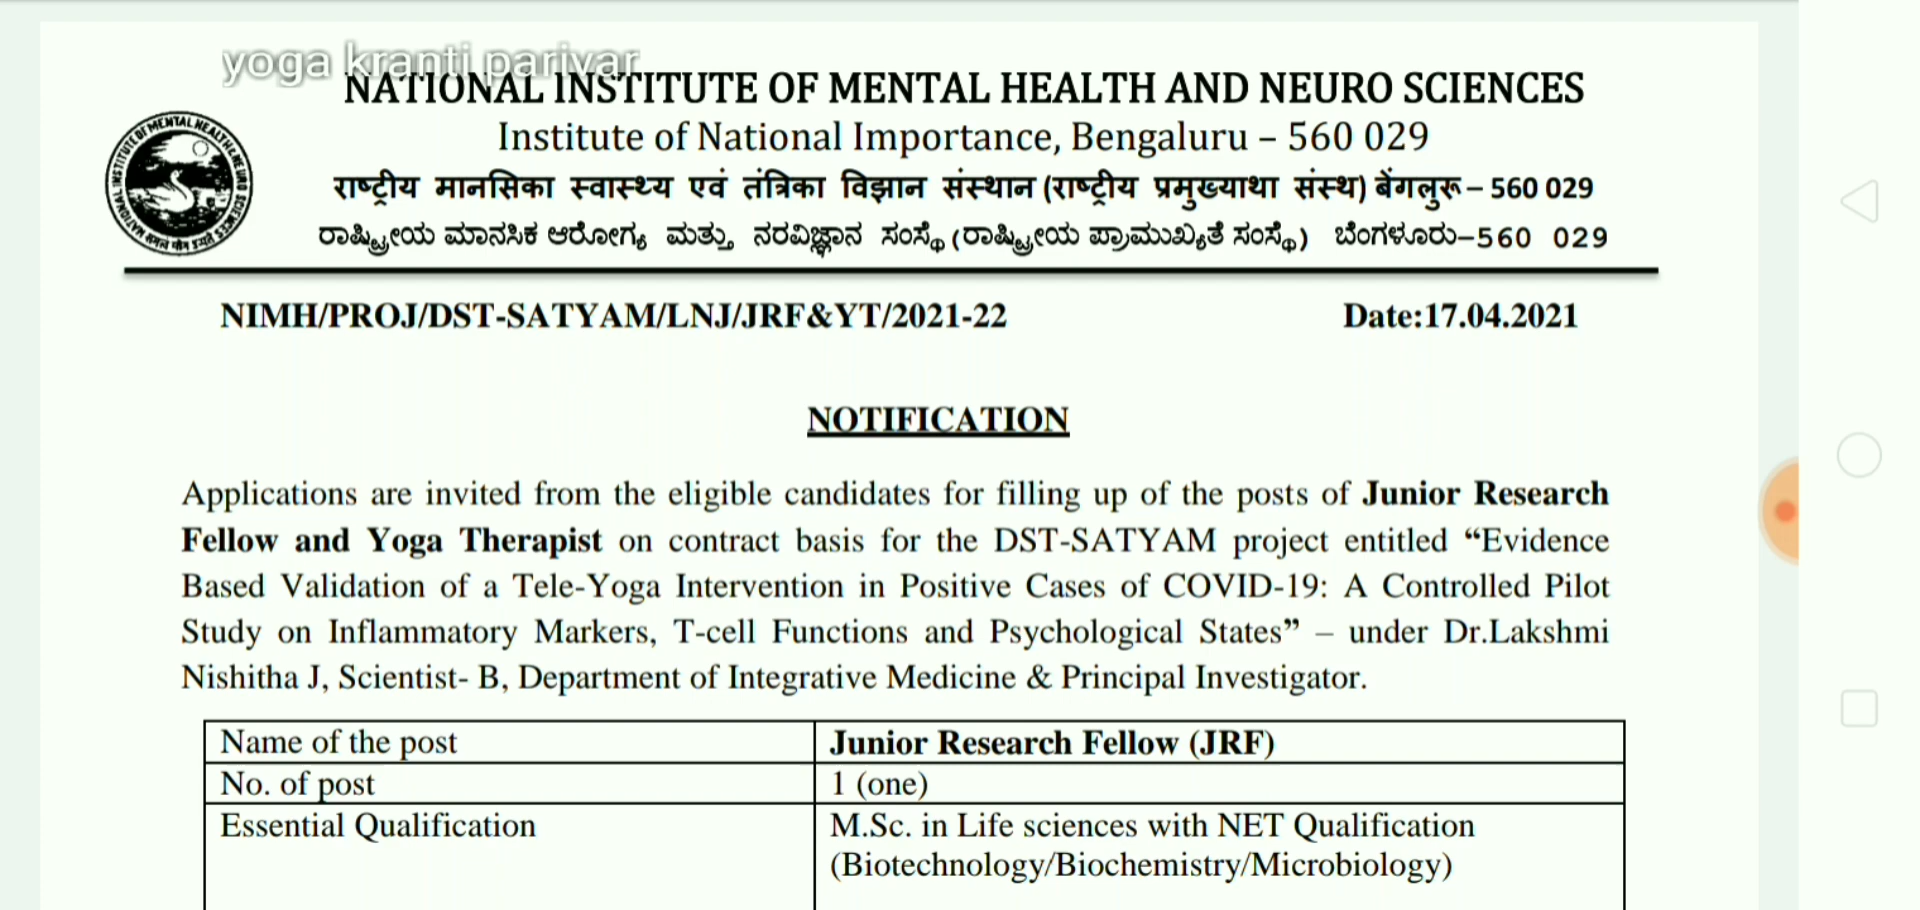 yoga kranti parivar
NATIONAL INSTITUTE OF MENTAL HEALTH AND NEURO SCIENCES
Institute of National Importance, Bengaluru – 560 029
राष्ट्रीय मानसिका स्वास्थ्य एवं तंत्रिका विझान संस्थान (राष्ट्रीय प्रमुख्याथा संस्थ) बेंगलुरू – 560 029
ರಾಷ್ಟ್ರೀಯ ಮಾನಸಿಕ ಆರೋಗ್ಯ ಮತ್ತು ನರವಿಜ್ಞಾನ ಸಂಸ್ಥೆ (ರಾಷ್ಟ್ರೀಯ ಪ್ರಾಮುಖ್ಯತೆ ಸಂಸ್ಥೆ) ಬೆಂಗಳೂರು–560 029
NIMH/PROJ/DST-SATYAM/LNJ/JRF&YT/2021-22 Date:17.04.2021
NOTIFICATION
Applications are invited from the eligible candidates for filling up of the posts of Junior Research
Fellow and Yoga Therapist on contract basis for the DST-SATYAM project entitled “Evidence
Based Validation of a Tele-Yoga Intervention in Positive Cases of COVID-19: A Controlled Pilot
Study on Inflammatory Markers, T-cell Functions and Psychological States” – under Dr.Lakshmi
Nishitha J, Scientist- B, Department of Integrative Medicine & Principal Investigator.
Name of the post Junior Research Fellow (JRF)
No. of post 1 (one)
Essential Qualification M.Sc. in Life sciences with NET Qualification
(Biotechnology/Biochemistry/Microbiology)